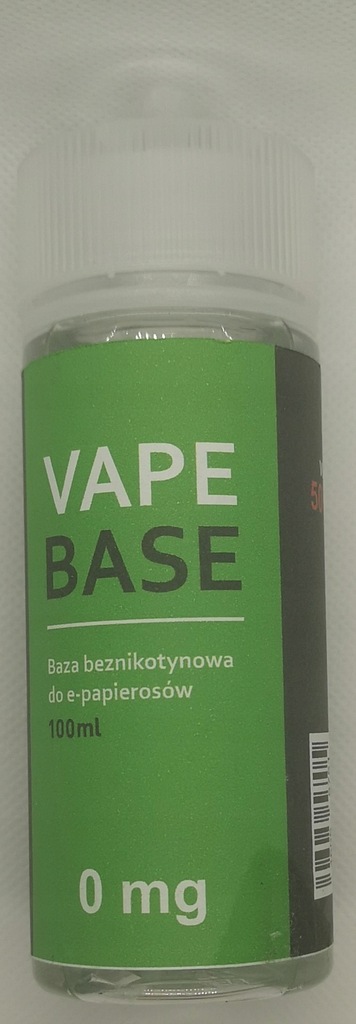 VAPE
BASE
Baza beznikotynowa
do e-papierosów
100ml
0 mg